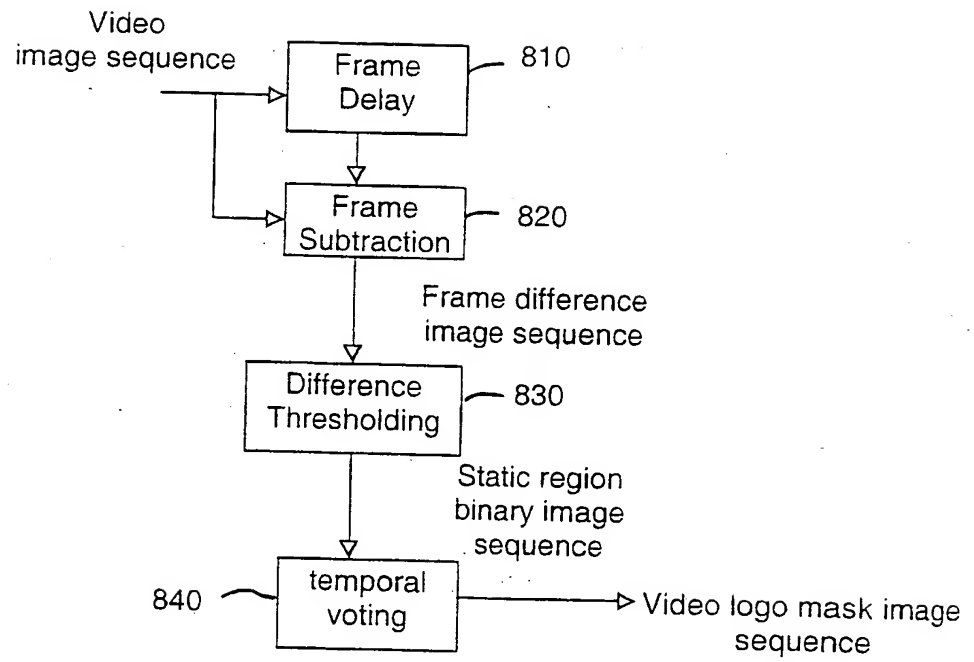 Video
image sequence
Frame
Delay
810
Frame
Subtraction
820
Frame difference
image sequence
Difference
Thresholding
830
Static region
binary image
sequence
temporal
voting
840
Video logo mask image
sequence